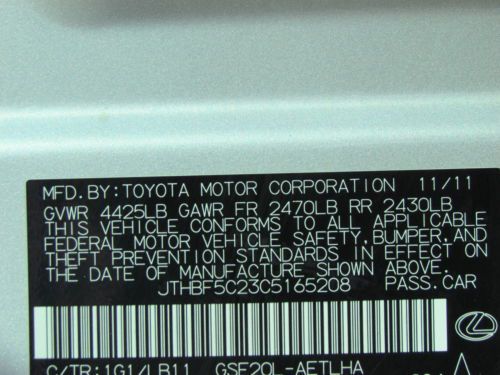 MFD.BY:TOYOTA MOTOR CORPORATION 11/11
GVWR 4425LB GAWR FR 2470LB RR 2430LB
THIS VEHICLE CONFORMS TO ALL APPLICABLE
FEDERAL MOTOR VEHICLE SAFETY,BUMPER,AND
THEFT PREVENTION STANDARDS IN EFFECT ON
THE DATE OF MANUFACTURE SHOWN ABOVE.
JTHBF5C23C5165208 PASS.CAR
C/TR:1G1/LB11 GSE20L-AETLHA